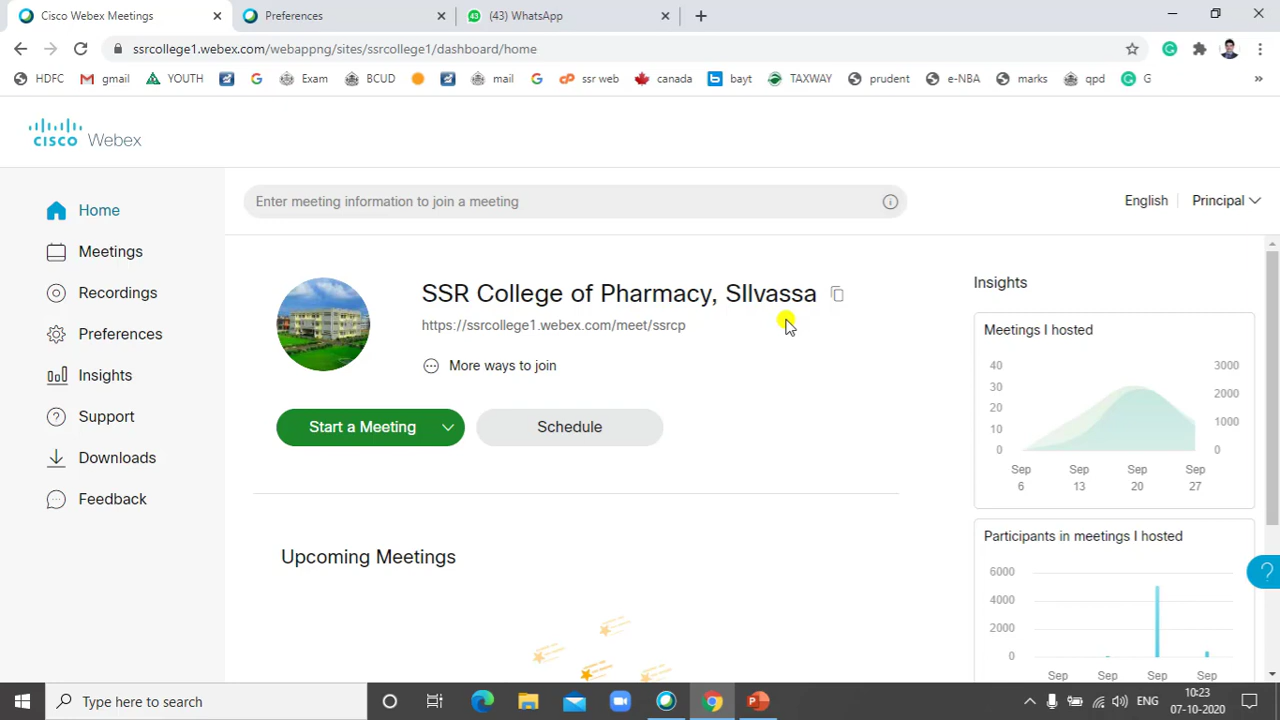 Cisco Webex Meetings
Preferences
(43) WhatsApp
ssrcollege1.webex.com/webappng/sites/ssrcollege1/dashboard/home
HDFC
gmail
YOUTH
Exam
BCUD
mail
ssr web
canada
bayt
TAXWAY
prudent
e-NBA
marks
qpd
G
cisco Webex
Home
Meetings
Recordings
Preferences
Insights
Support
Downloads
Feedback
Enter meeting information to join a meeting
English
Principal
SSR College of Pharmacy, SIlvassa
https://ssrcollege1.webex.com/meet/ssrcp
More ways to join
Start a Meeting
Schedule
Upcoming Meetings
Insights
Meetings I hosted
40 3000
30 2000
20
10 1000
0 0
Sep Sep Sep Sep
6 13 20 27
Participants in meetings I hosted
6000
4000
2000
0
Sep Sep Sep Sep
?
Type here to search
ENG
10:23
07-10-2020